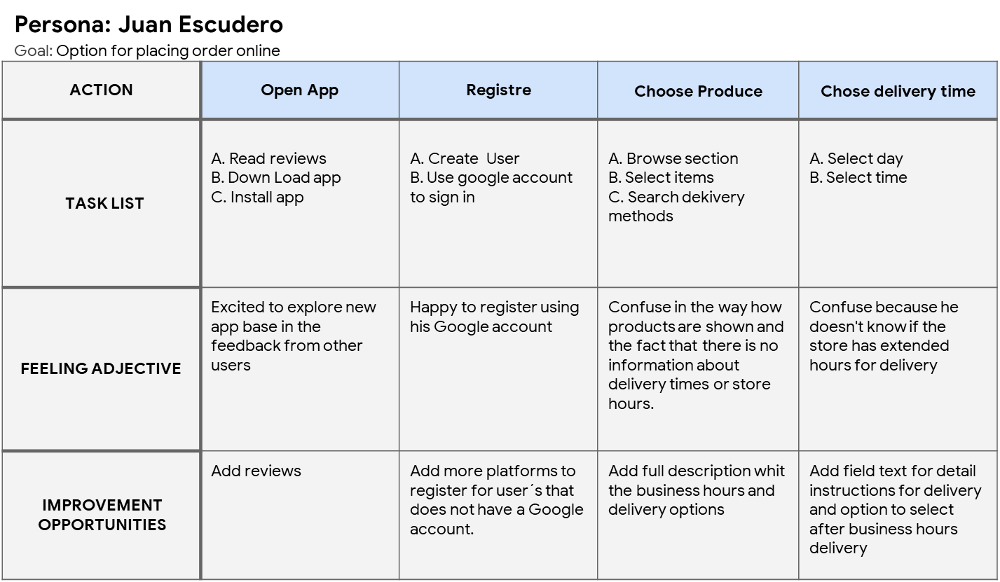 Persona: Juan Escudero
Goal: Option for placing order online
ACTION
Open App
Registre
Choose Produce
Chose delivery time
TASK LIST
A. Read reviews
B. Down Load app
C. Install app
A. Create  User
B. Use google account
to sign in
A. Browse section
B. Select items
C. Search dekivery
methods
A. Select day
B. Select time
FEELING ADJECTIVE
Excited to explore new
app base in the
feedback from other
users
Happy to register using
his Google account
Confuse in the way how
products are shown and
the fact that there is no
information about
delivery times or store
hours.
Confuse because he
doesn't know if the
store has extended
hours for delivery
IMPROVEMENT
OPPORTUNITIES
Add reviews
Add more platforms to
register for user´s that
does not have a Google
account.
Add full description whit
the business hours and
delivery options
Add field text for detail
instructions for delivery
and option to select
after business hours
delivery